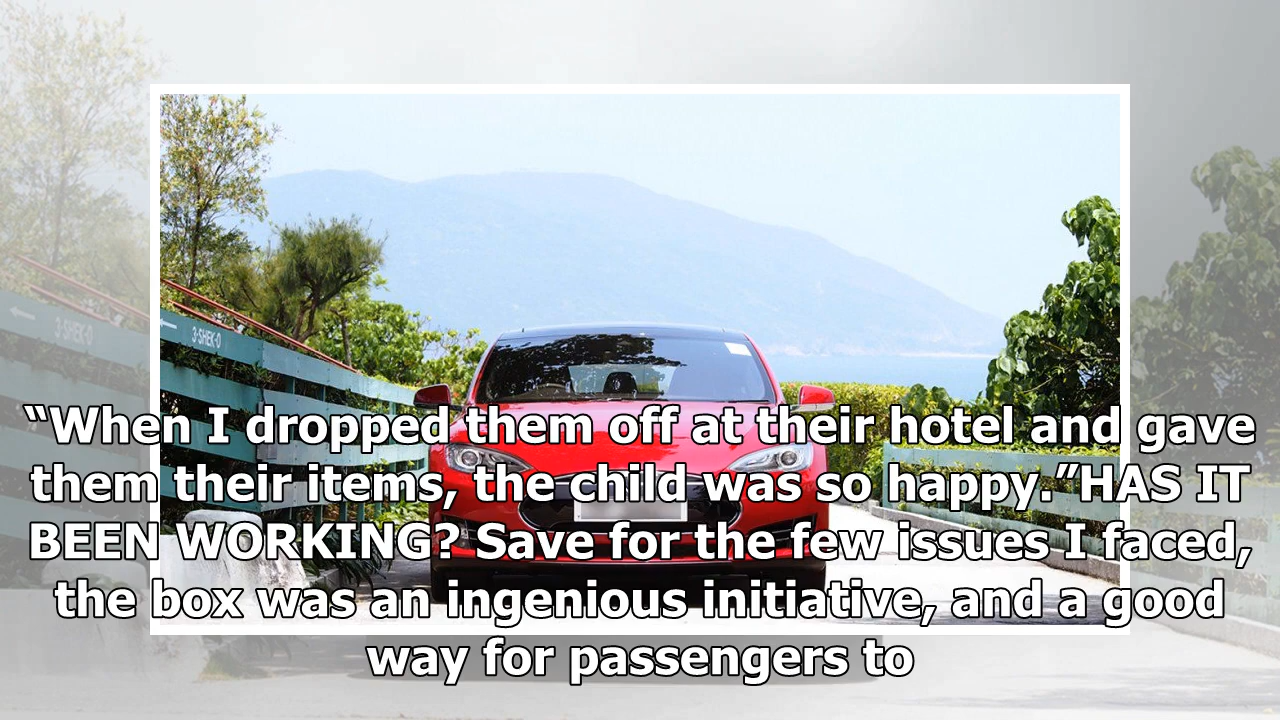 3-SHEK-O
3-SHEK-O
“When I dropped them off at their hotel and gave
them their items, the child was so happy.”HAS IT
BEEN WORKING? Save for the few issues I faced,
the box was an ingenious initiative, and a good
way for passengers to